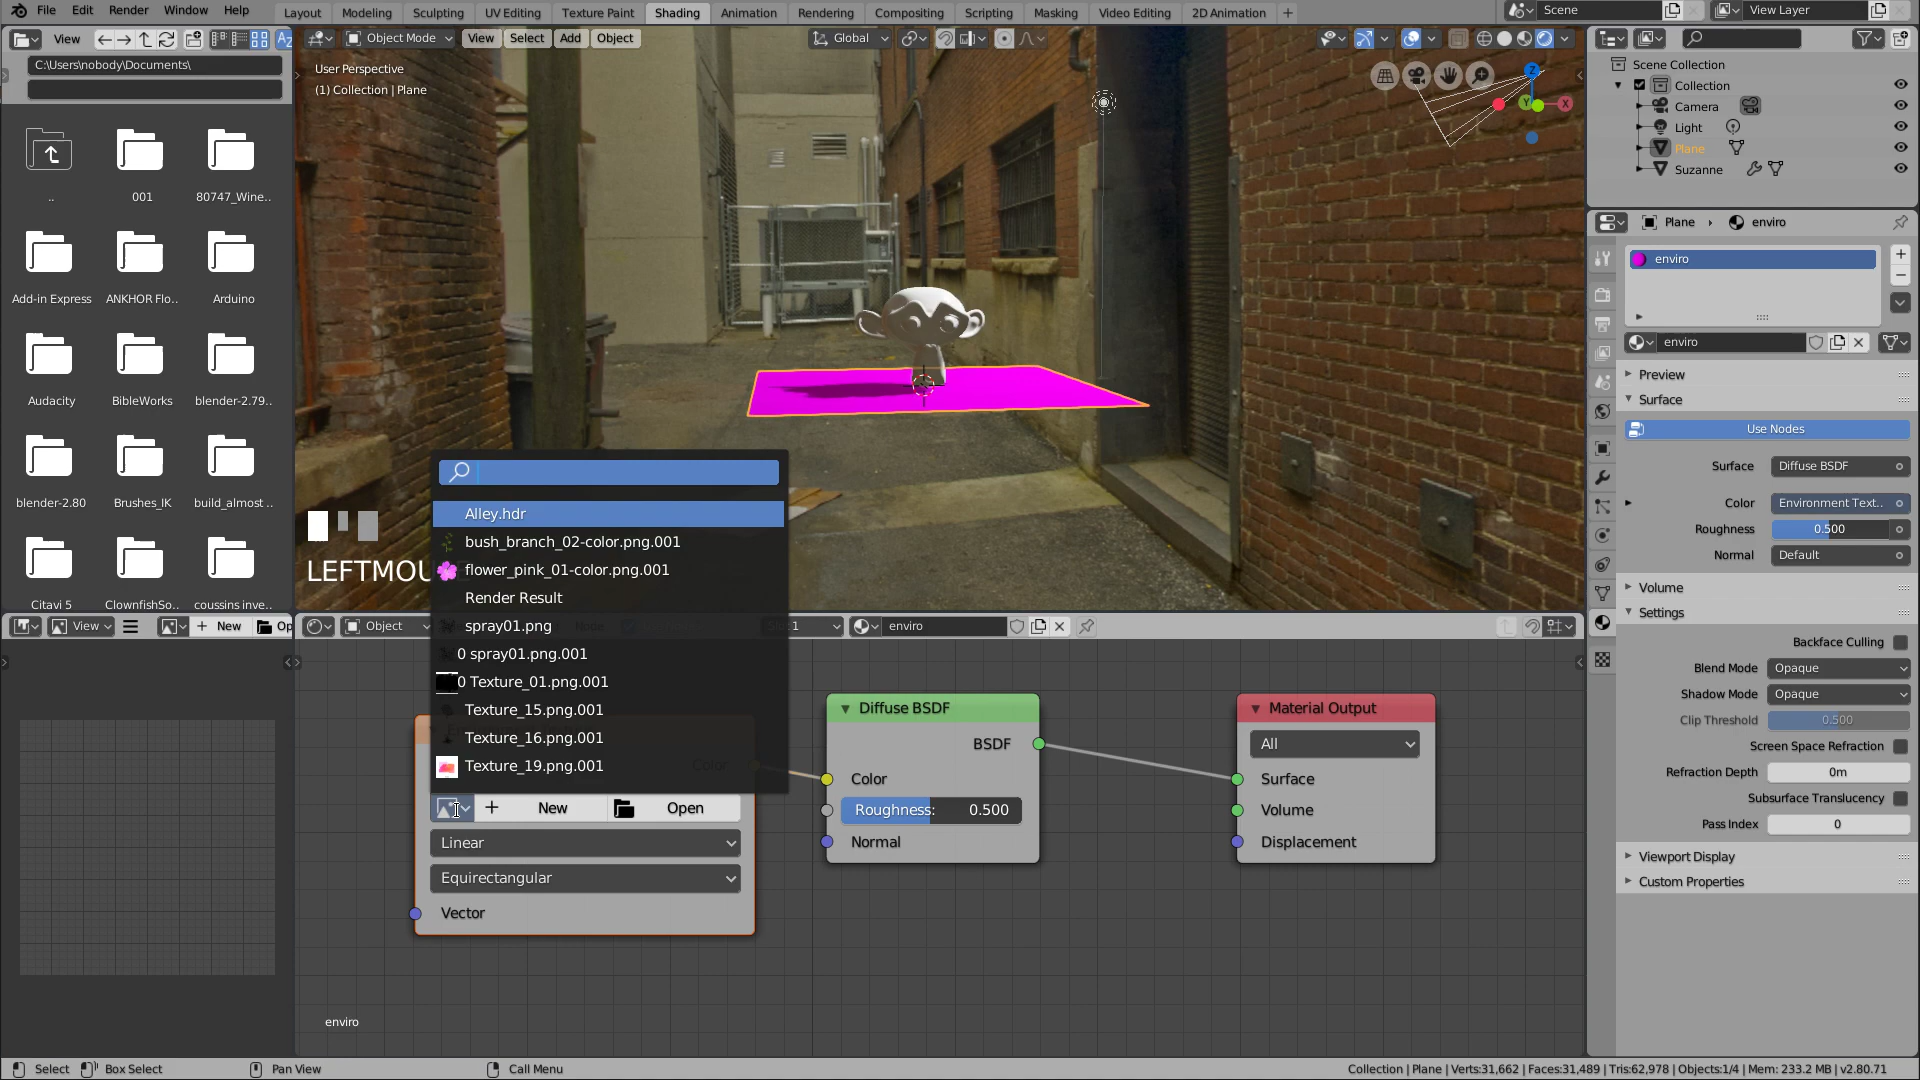 File Edit Render Window Help
Layout Modeling Sculpting UV Editing Texture Paint Shading Animation Rendering Compositing Scripting Masking Video Editing 2D Animation +
Scene
View Layer
View
C:\Users\nobody\Documents\
..
001
80747_Wine..
Add-in Express
ANKHOR Flo..
Arduino
Audacity
BibleWorks
blender-2.79..
blender-2.80
Brushes_IK
build_almost ..
Citavi 5
ClownfishSo..
coussins inve..
Object Mode View Select Add Object
Global
User Perspective
(1) Collection | Plane
Z
Y
X
LEFTMOU
Alley.hdr
bush_branch_02-color.png.001
flower_pink_01-color.png.001
Render Result
spray01.png
0 spray01.png.001
0 Texture_01.png.001
Texture_15.png.001
Texture_16.png.001
Texture_19.png.001
View
New
Op
Object
1
enviro
Color
New
Open
Linear
Equirectangular
Vector
Diffuse BSDF
BSDF
Color
Roughness: 0.500
Normal
Material Output
All
Surface
Volume
Displacement
enviro
Scene Collection
Collection
Camera
Light
Plane
Suzanne
Plane
enviro
enviro
enviro
Preview
Surface
Use Nodes
Surface Diffuse BSDF
Color Environment Text..
Roughness 0.500
Normal Default
Volume
Settings
Backface Culling
Blend Mode Opaque
Shadow Mode Opaque
Clip Threshold 0.500
Screen Space Refraction
Refraction Depth 0m
Subsurface Translucency
Pass Index 0
Viewport Display
Custom Properties
Select Box Select Pan View Call Menu
Collection | Plane | Verts:31,662 | Faces:31,489 | Tris:62,978 | Objects:1/4 | Mem: 233.2 MB | v2.80.71